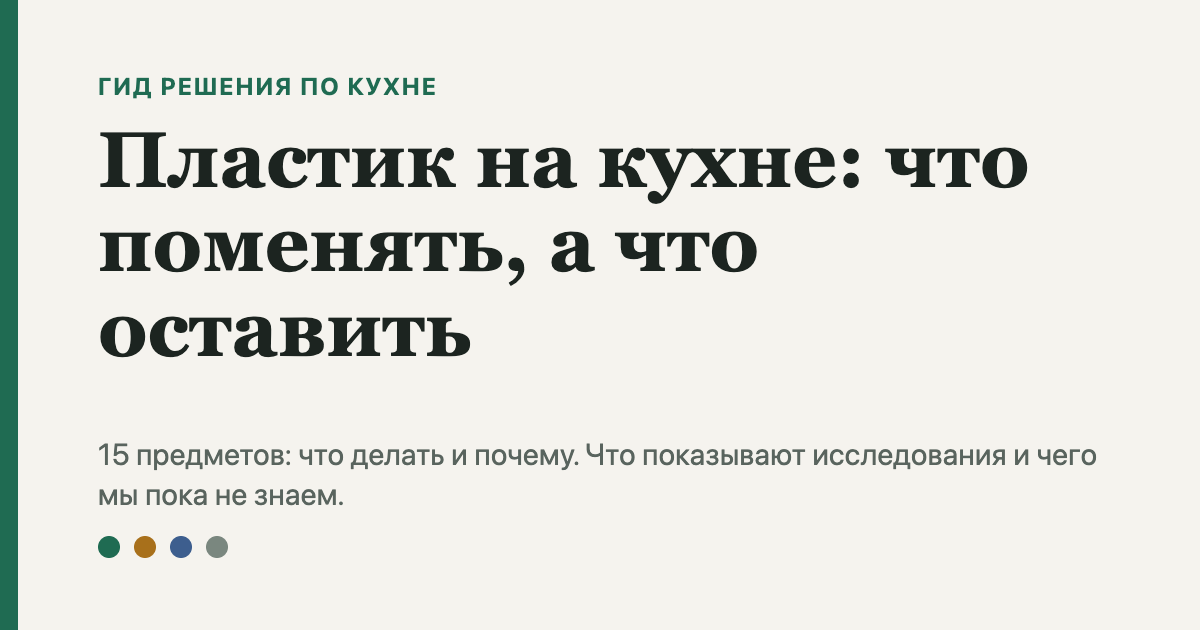 ГИД РЕШЕНИЯ ПО КУХНЕ
Пластик на кухне: что
поменять, а что
оставить
15 предметов: что делать и почему. Что показывают исследования и чего
мы пока не знаем.